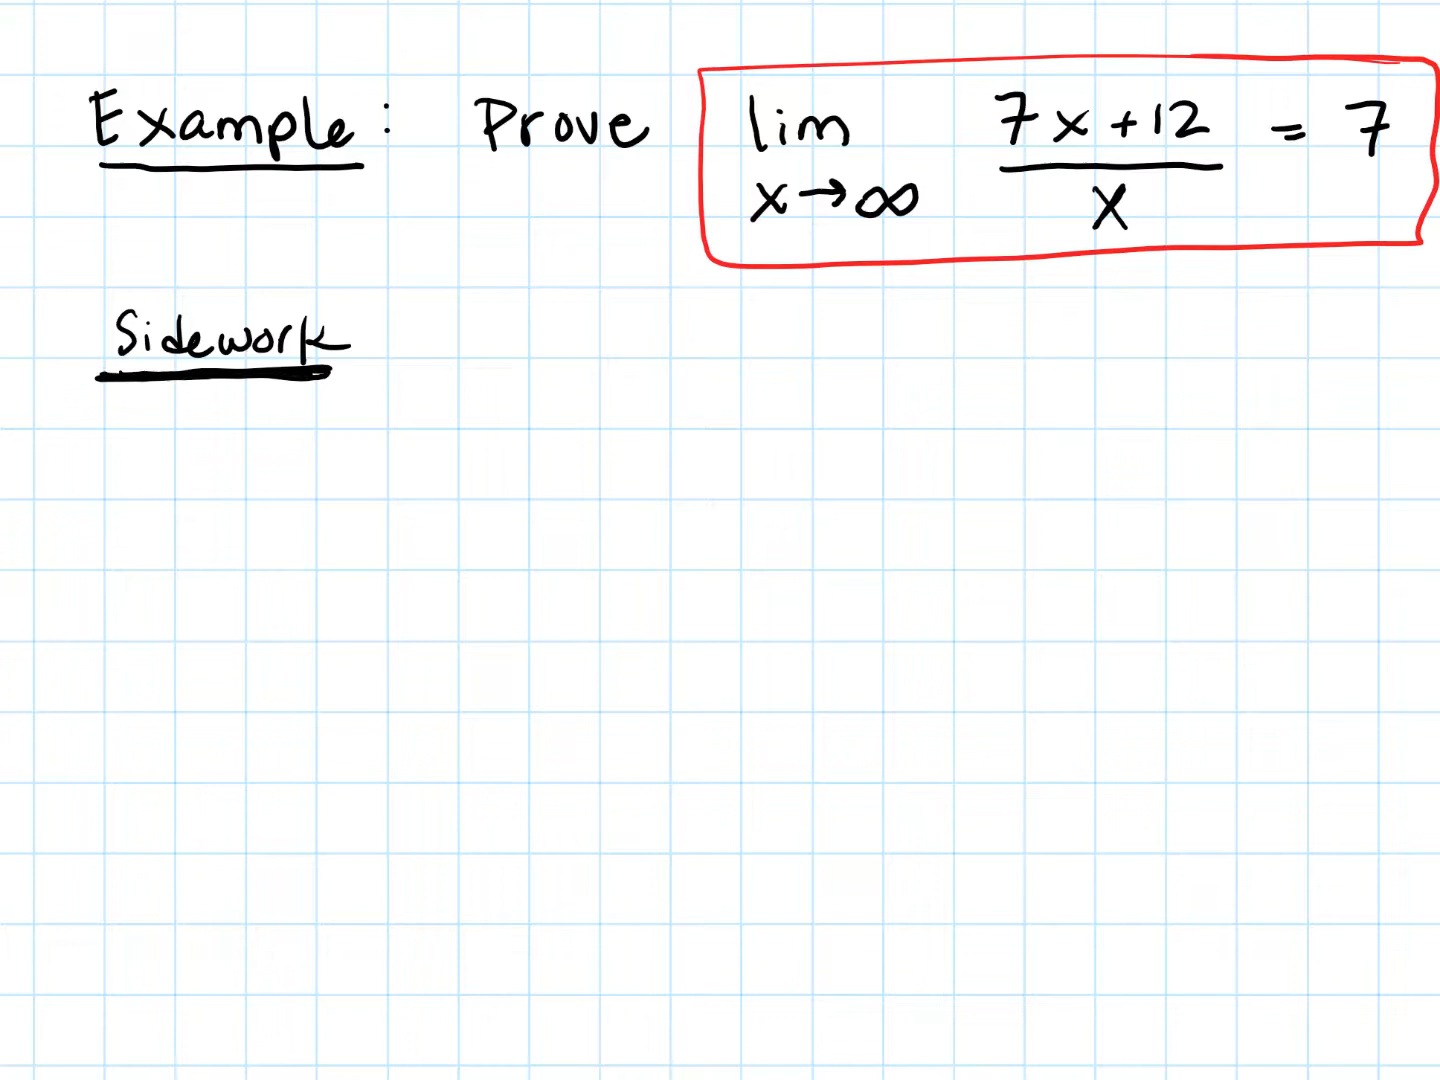 Example: Prove lim x→∞ (7x+12)/x = 7
Sidework